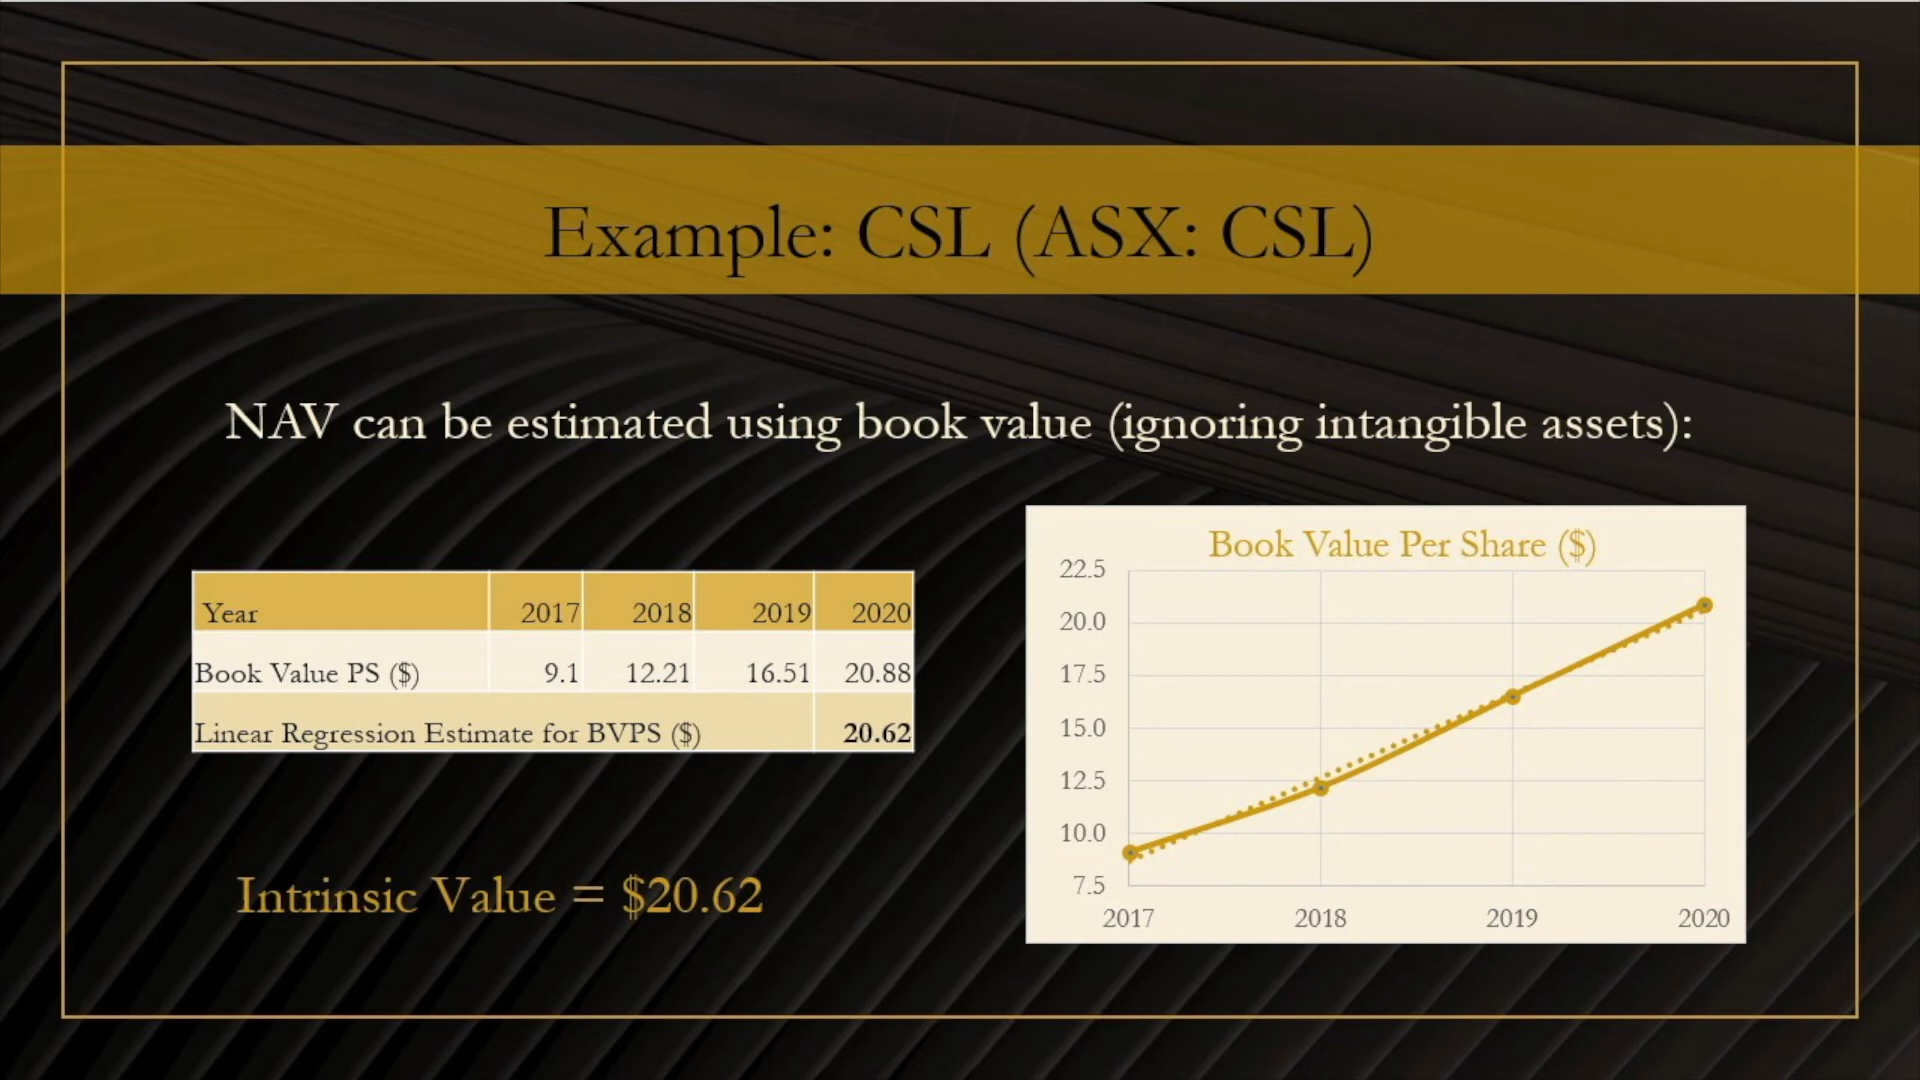 Example: CSL (ASX: CSL)
NAV can be estimated using book value (ignoring intangible assets):
Year 2017 2018 2019 2020
Book Value PS ($) 9.1 12.21 16.51 20.88
Linear Regression Estimate for BVPS ($) 20.62
Intrinsic Value = $20.62
Book Value Per Share ($)
22.5
20.0
17.5
15.0
12.5
10.0
7.5
2017 2018 2019 2020